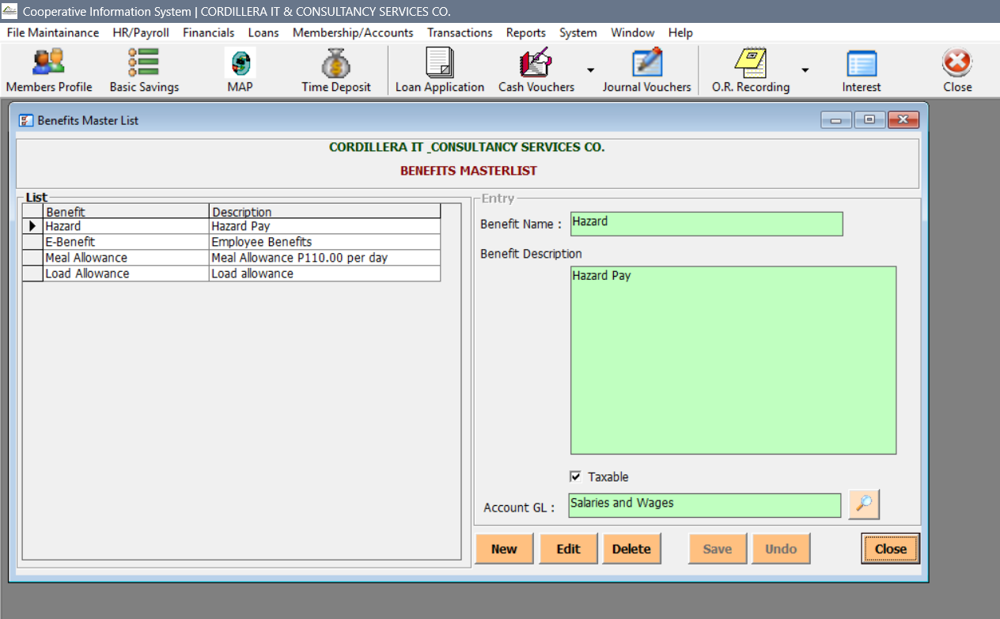 Cooperative Information System | CORDILLERA IT & CONSULTANCY SERVICES CO.
File Maintainance HR/Payroll Financials Loans Membership/Accounts Transactions Reports System Window Help
Members Profile Basic Savings MAP Time Deposit Loan Application Cash Vouchers Journal Vouchers O.R. Recording Interest Close
Benefits Master List
CORDILLERA IT _CONSULTANCY SERVICES CO.
BENEFITS MASTERLIST
List
Benefit Description
Hazard Hazard Pay
E-Benefit Employee Benefits
Meal Allowance Meal Allowance P110.00 per day
Load Allowance Load allowance
Entry
Benefit Name : Hazard
Benefit Description
Hazard Pay
Taxable
Account GL : Salaries and Wages
New Edit Delete Save Undo Close